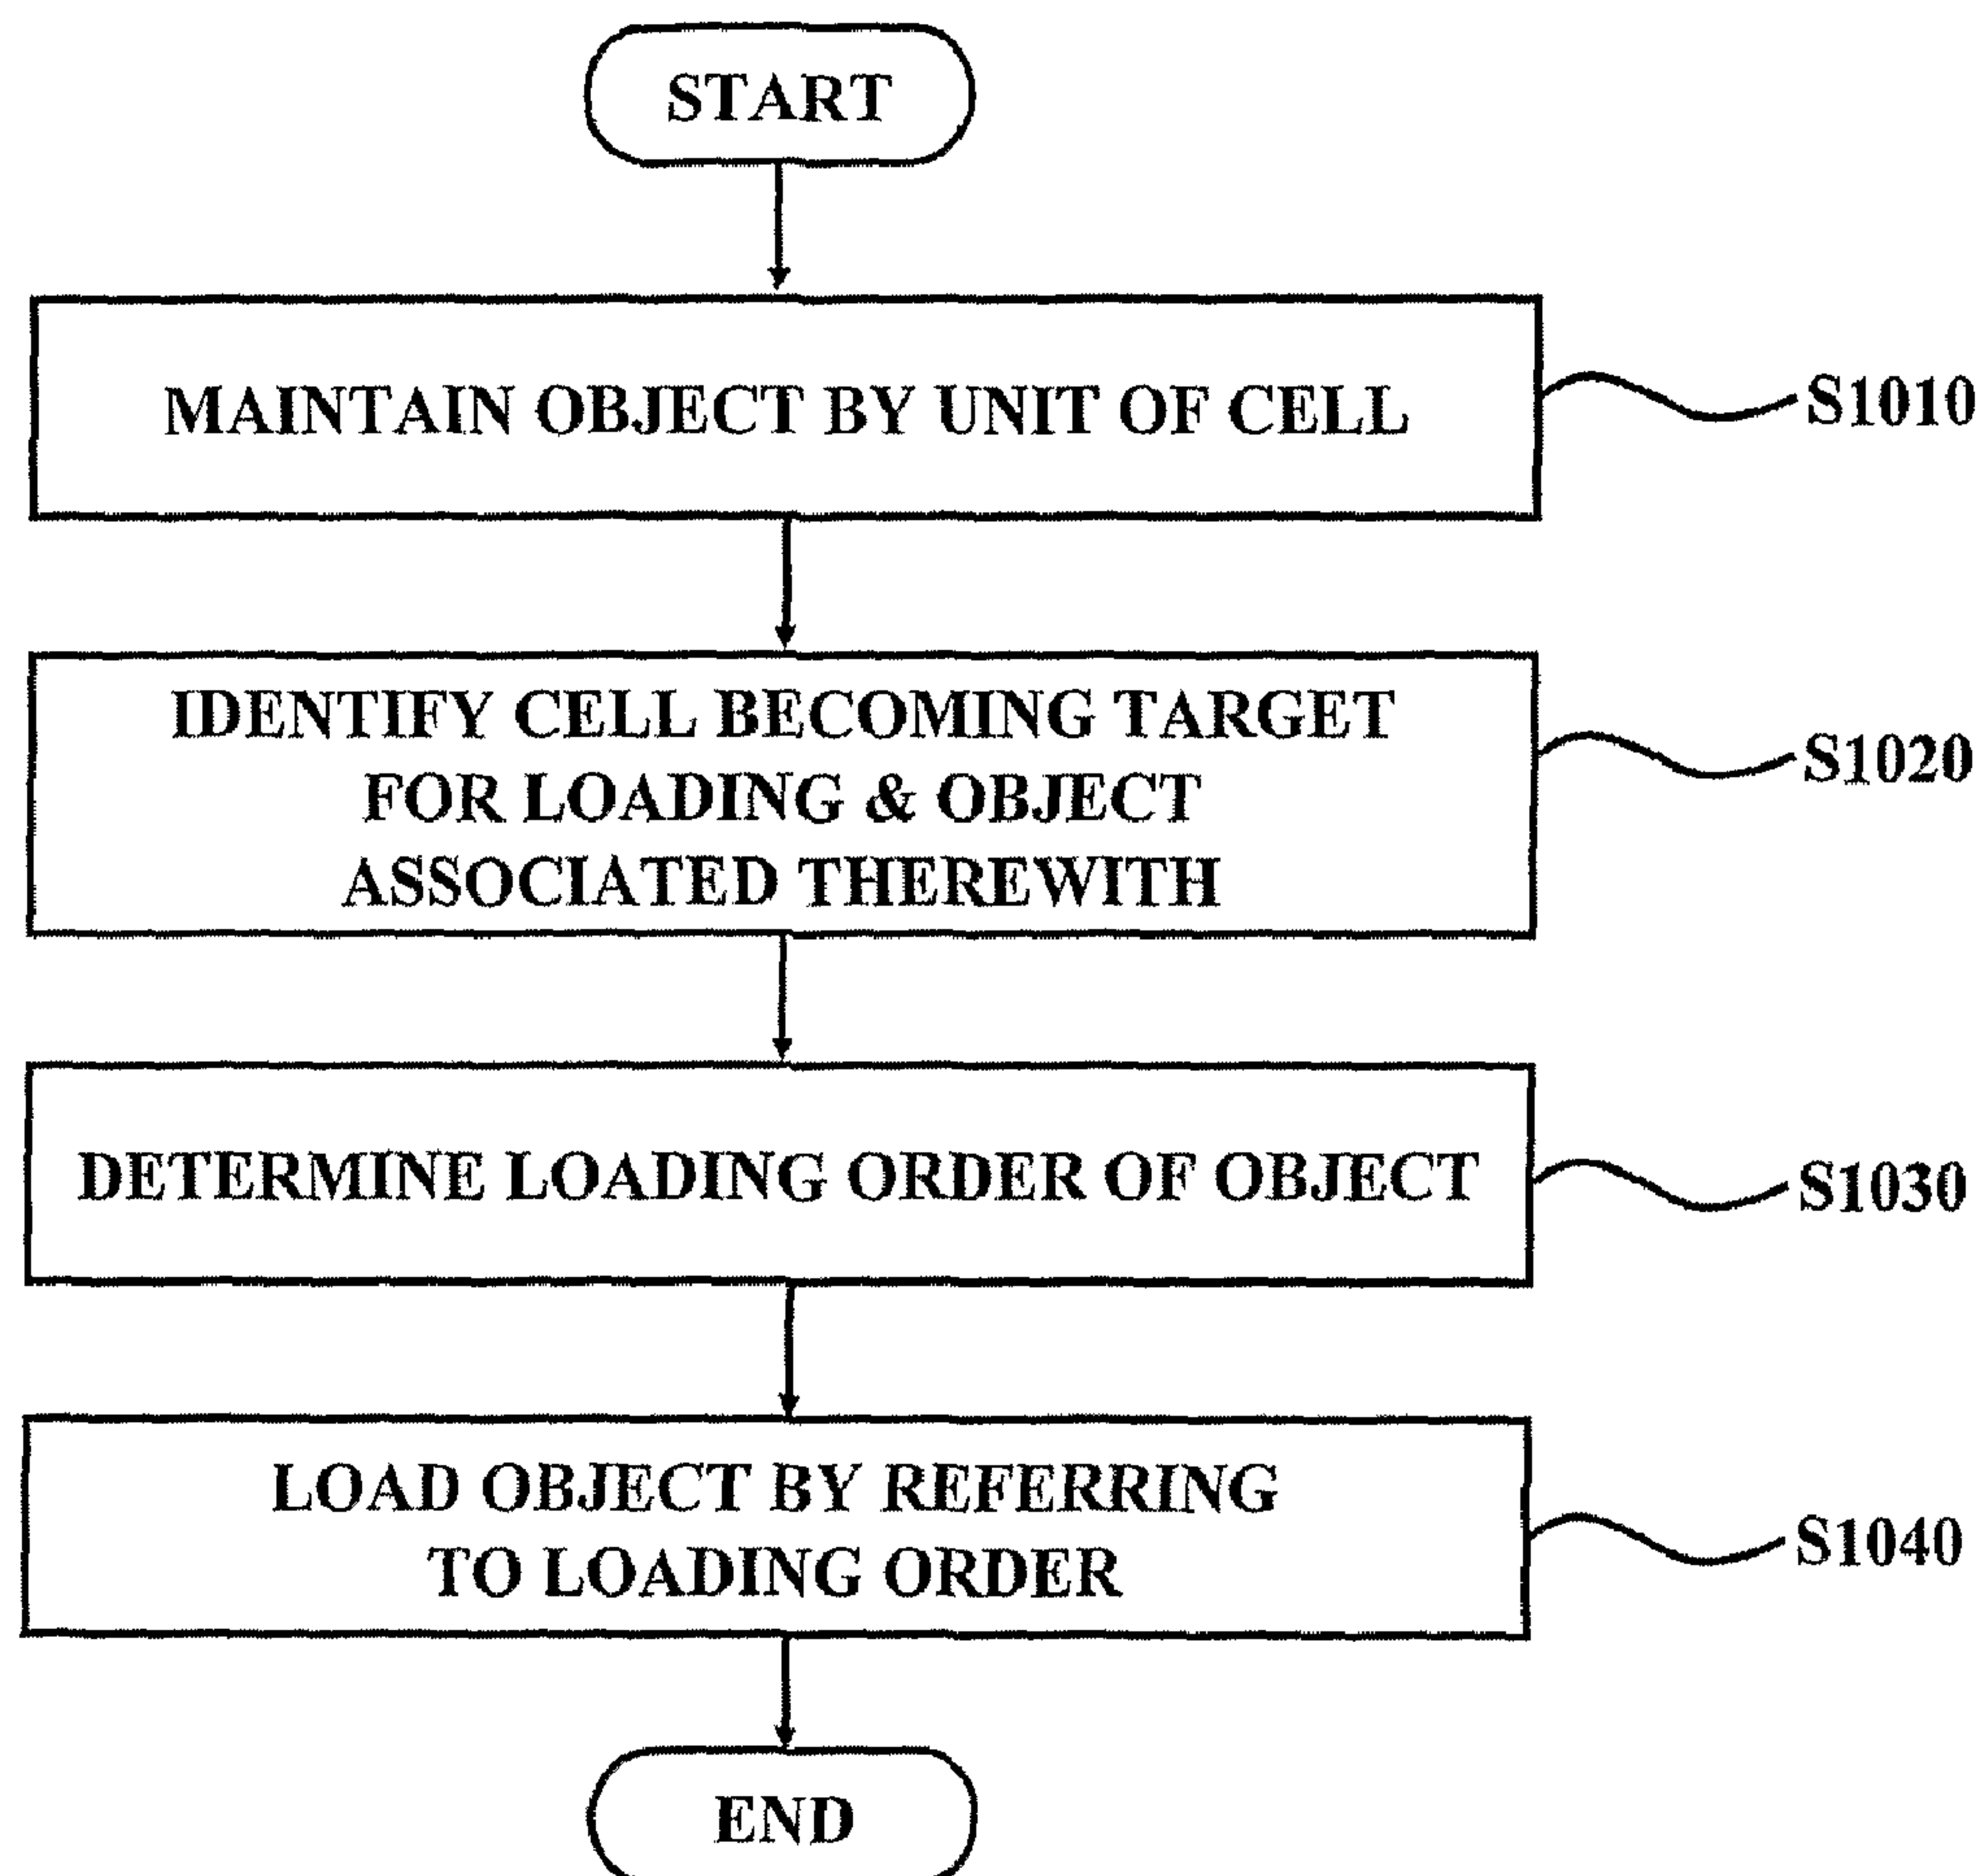 START
MAINTAIN OBJECT BY UNIT OF CELL
S1010
IDENTIFY CELL BECOMING TARGET
FOR LOADING & OBJECT
ASSOCIATED THEREWITH
S1020
DETERMINE LOADING ORDER OF OBJECT
S1030
LOAD OBJECT BY REFERRING
TO LOADING ORDER
S1040
END